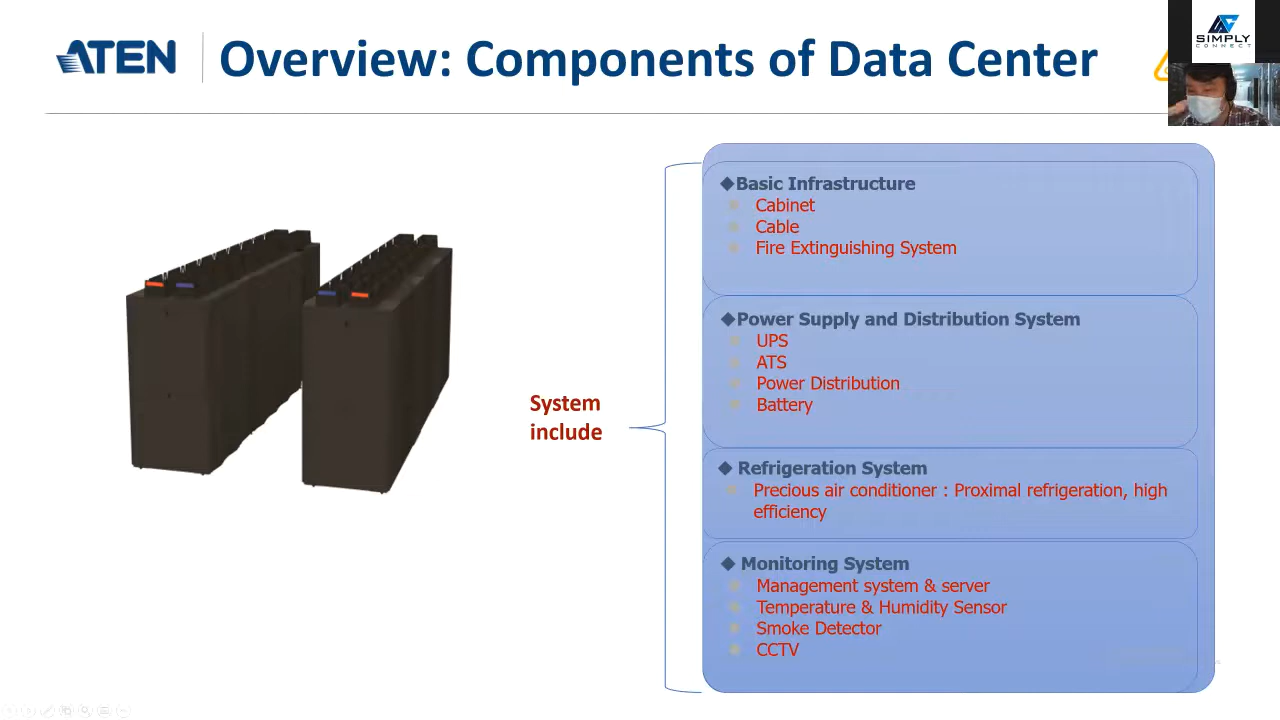 ATEN
Overview: Components of Data Center
SIMPLY
CONNECT
System
include
◆Basic Infrastructure
Cabinet
Cable
Fire Extinguishing System
◆Power Supply and Distribution System
UPS
ATS
Power Distribution
Battery
◆ Refrigeration System
Precious air conditioner : Proximal refrigeration, high
efficiency
◆ Monitoring System
Management system & server
Temperature & Humidity Sensor
Smoke Detector
CCTV